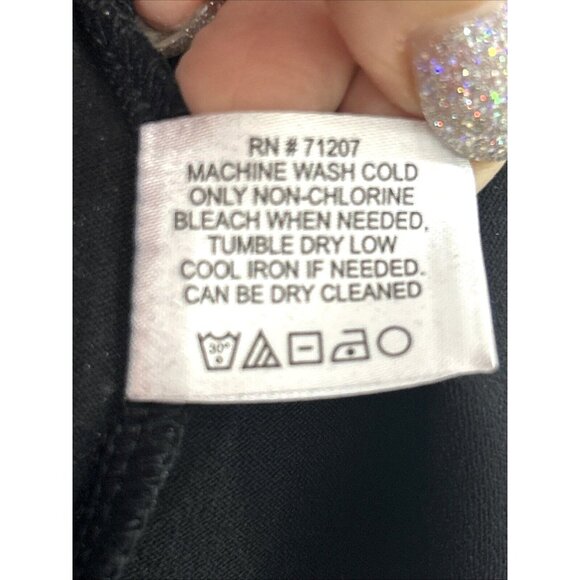 RN # 71207
MACHINE WASH COLD
ONLY NON-CHLORINE
BLEACH WHEN NEEDED,
TUMBLE DRY LOW
COOL IRON IF NEEDED.
CAN BE DRY CLEANED
30°